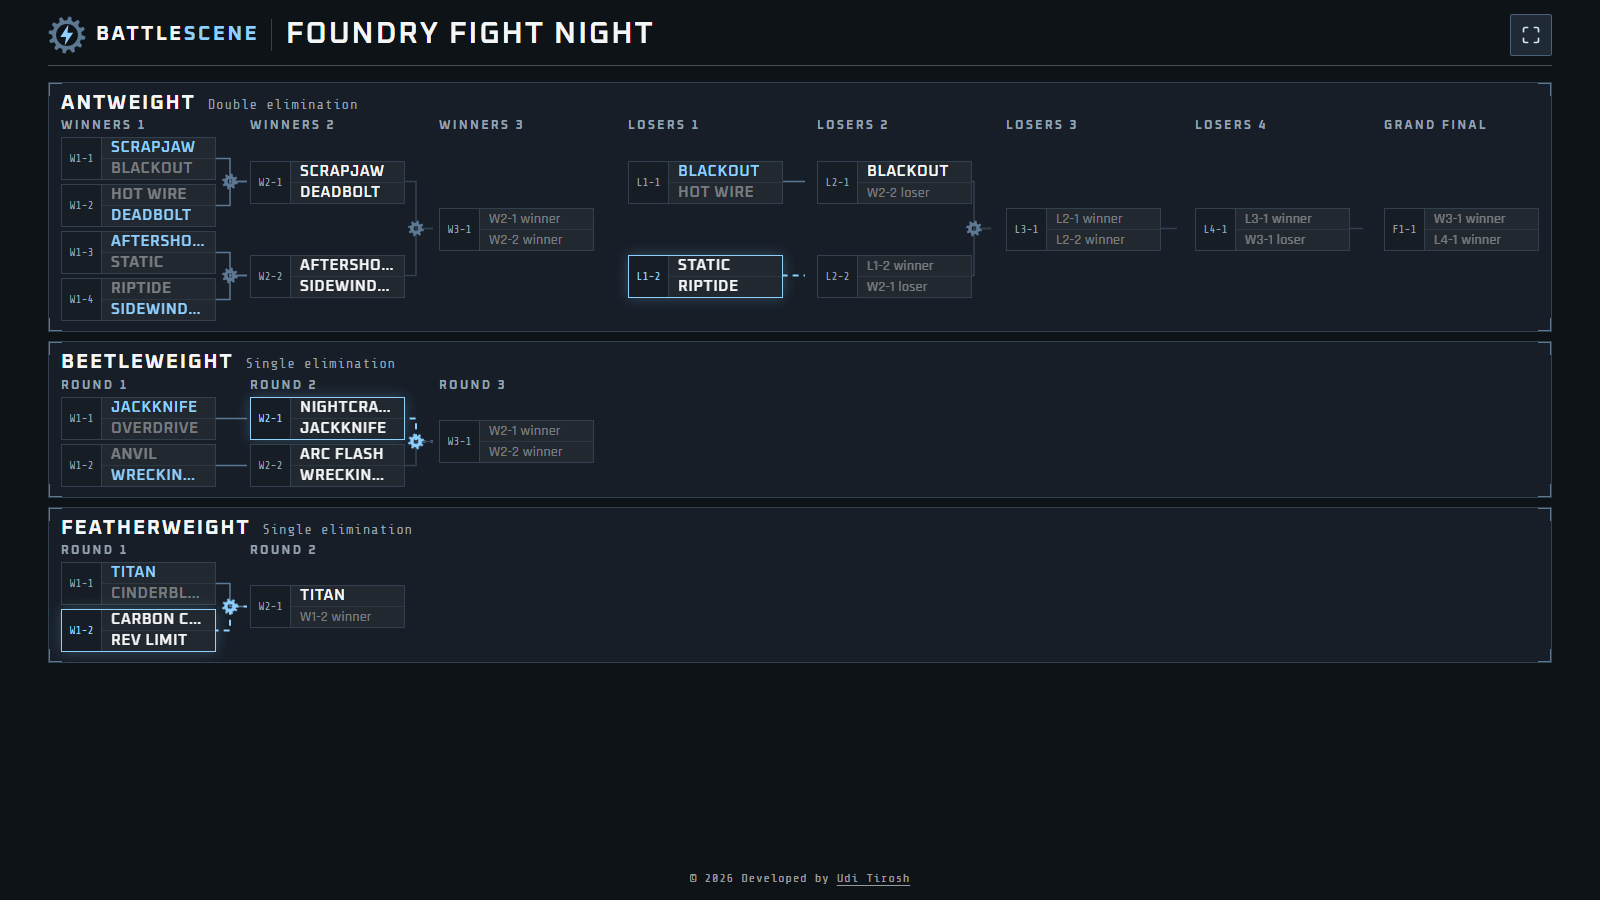 BATTLESCENE FOUNDRY FIGHT NIGHT
ANTWEIGHT Double elimination
WINNERS 1 WINNERS 2 WINNERS 3 LOSERS 1 LOSERS 2 LOSERS 3 LOSERS 4 GRAND FINAL
W1-1 SCRAPJAW
BLACKOUT
W1-2 HOT WIRE
DEADBOLT
W1-3 AFTERSHO...
STATIC
W1-4 RIPTIDE
SIDEWIND...
W2-1 SCRAPJAW
DEADBOLT
W2-2 AFTERSHO...
SIDEWIND...
W3-1 W2-1 winner
W2-2 winner
L1-1 BLACKOUT
HOT WIRE
L1-2 STATIC
RIPTIDE
L2-1 BLACKOUT
W2-2 loser
L2-2 L1-2 winner
W2-1 loser
L3-1 L2-1 winner
L2-2 winner
L4-1 L3-1 winner
W3-1 loser
F1-1 W3-1 winner
L4-1 winner
BEETLEWEIGHT Single elimination
ROUND 1 ROUND 2 ROUND 3
W1-1 JACKKNIFE
OVERDRIVE
W1-2 ANVIL
WRECKIN...
W2-1 NIGHTCRA...
JACKKNIFE
W2-2 ARC FLASH
WRECKIN...
W3-1 W2-1 winner
W2-2 winner
FEATHERWEIGHT Single elimination
ROUND 1 ROUND 2
W1-1 TITAN
CINDERBL...
W1-2 CARBON C...
REV LIMIT
W2-1 TITAN
W1-2 winner
© 2026 Developed by Udi Tirosh